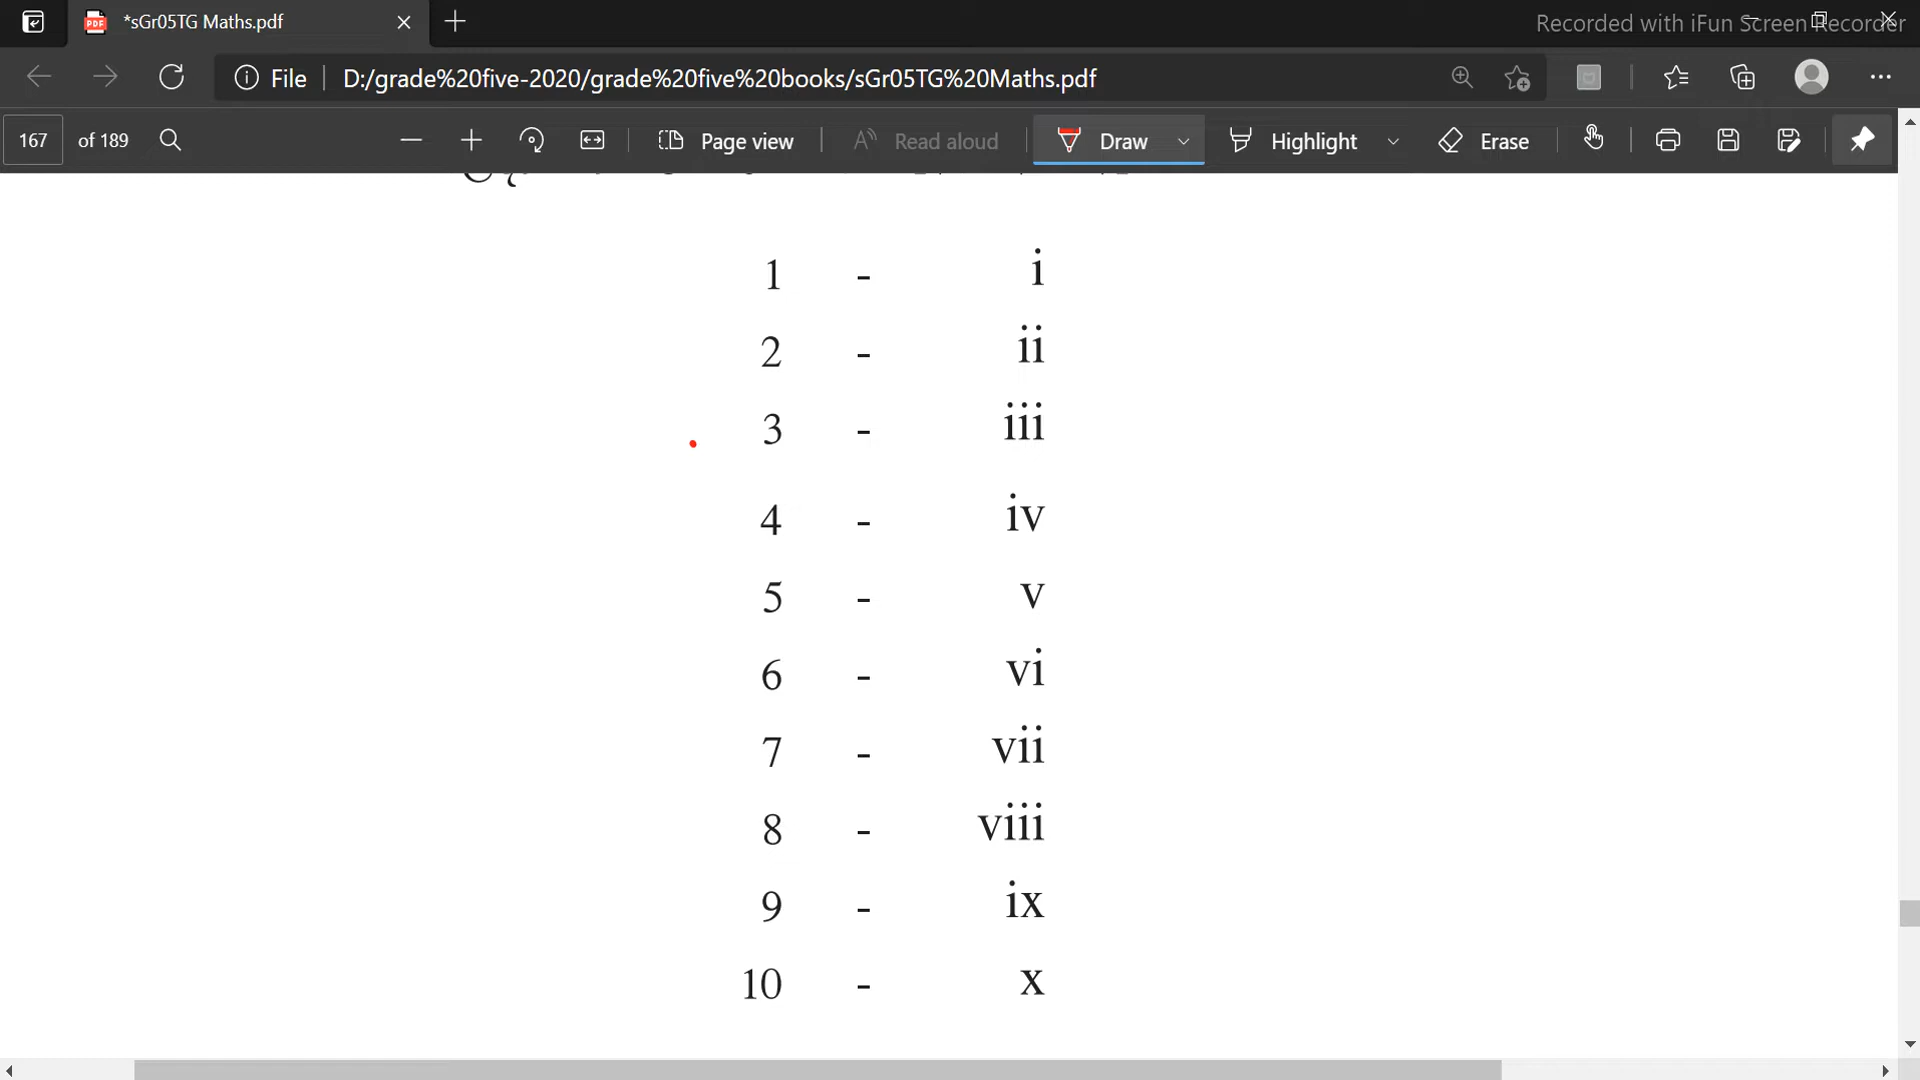 *sGr05TG Maths.pdf
Recorded with iFun Screen Recorder
File D:/grade%20five-2020/grade%20five%20books/sGr05TG%20Maths.pdf
167 of 189 Page view Read aloud Draw Highlight Erase
1 - i
2 - ii
3 - iii
4 - iv
5 - v
6 - vi
7 - vii
8 - viii
9 - ix
10 - x